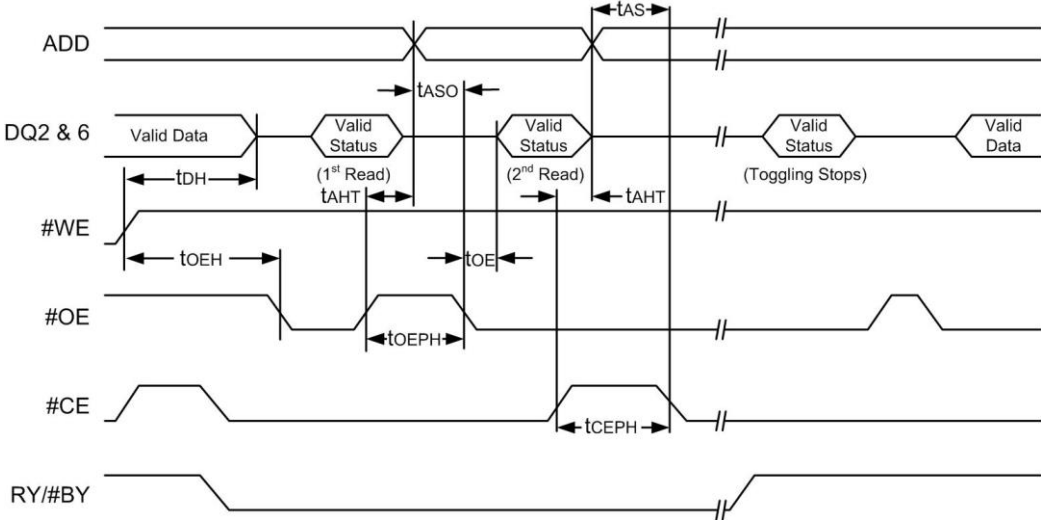 tAS
ADD
tASO
DQ2 & 6
Valid Data
Valid
Status
Valid
Status
Valid
Status
Valid
Data
(1st Read)
(2nd Read)
(Toggling Stops)
tDH
tAHT
tAHT
#WE
tOEH
tOE
#OE
tOEPH
#CE
tCEPH
RY/#BY